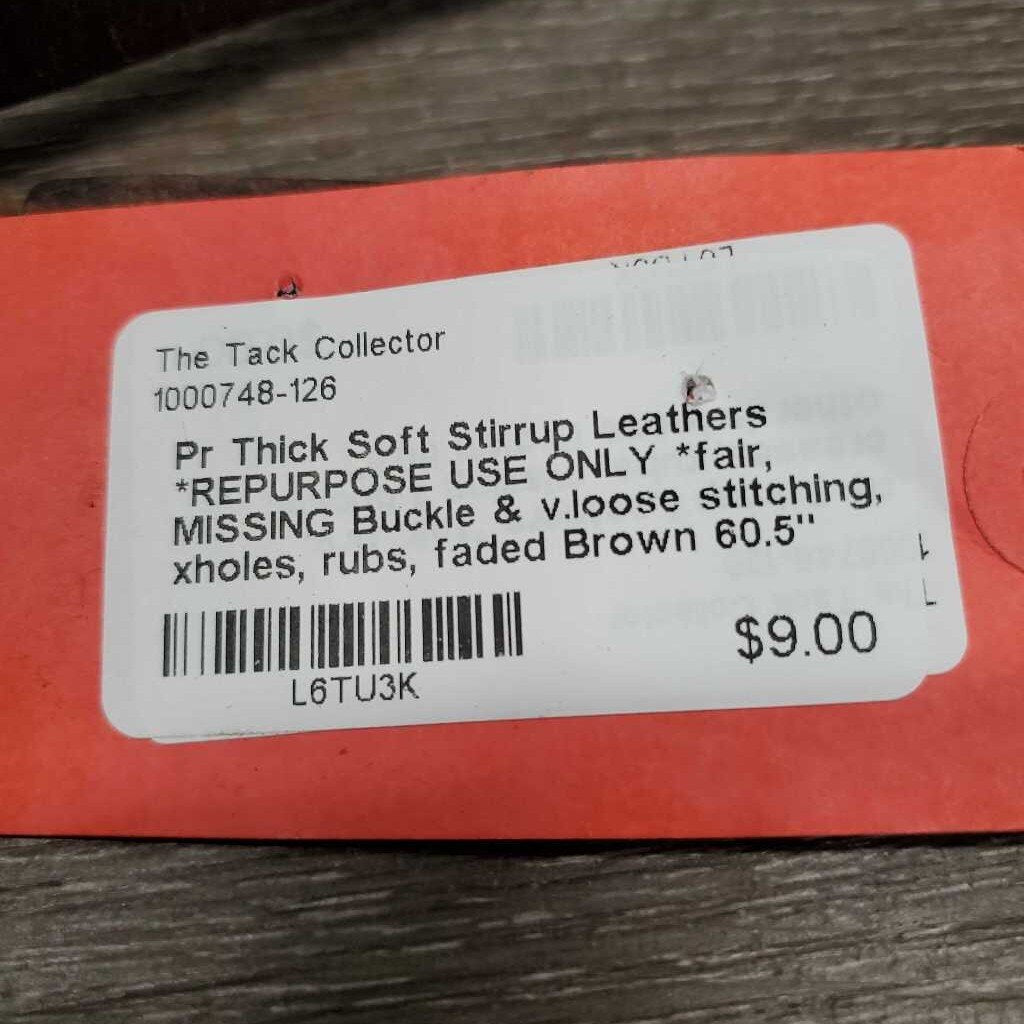 The Tack Collector
1000748-126
Pr Thick Soft Stirrup Leathers
*REPURPOSE USE ONLY *fair,
MISSING Buckle & v.loose stitching,
xholes, rubs, faded Brown 60.5"
$9.00
L6TU3K